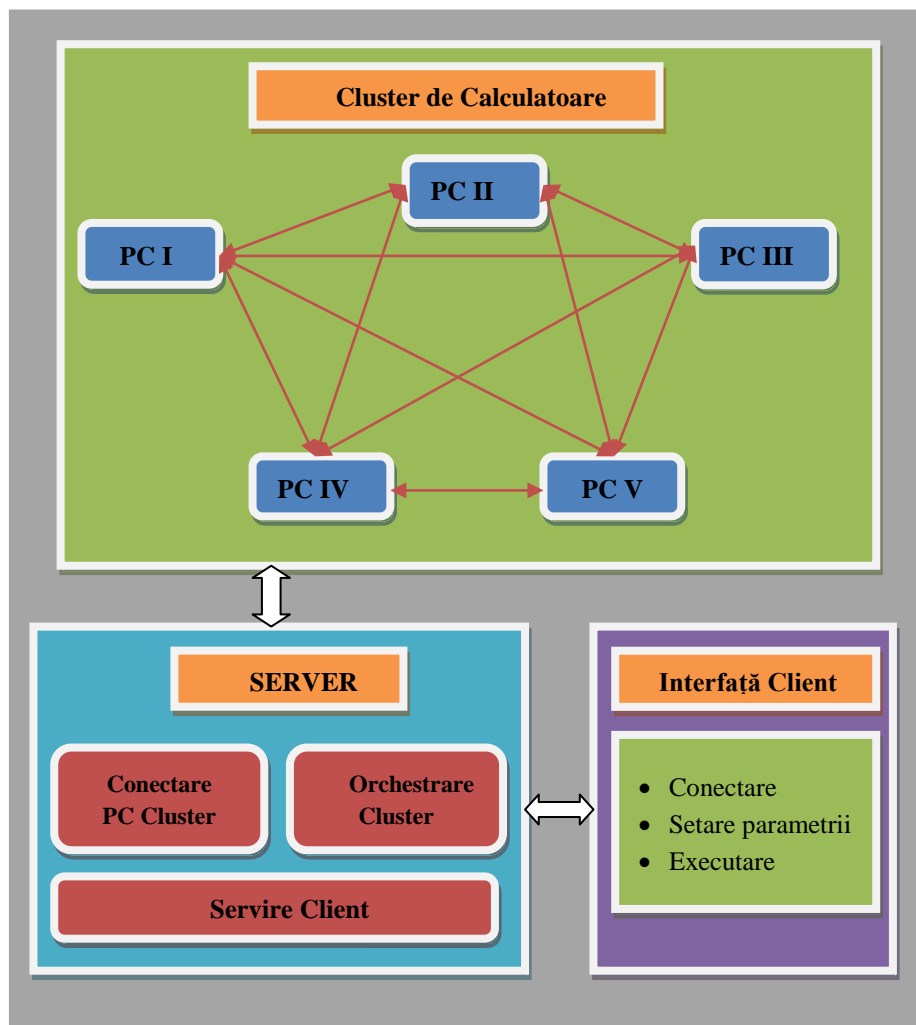 Cluster de Calculatoare
PC II
PC I
PC III
PC IV
PC V
SERVER
Conectare
PC Cluster
Orchestrare
Cluster
Servire Client
Interfață Client
• Conectare
• Setare parametrii
• Executare